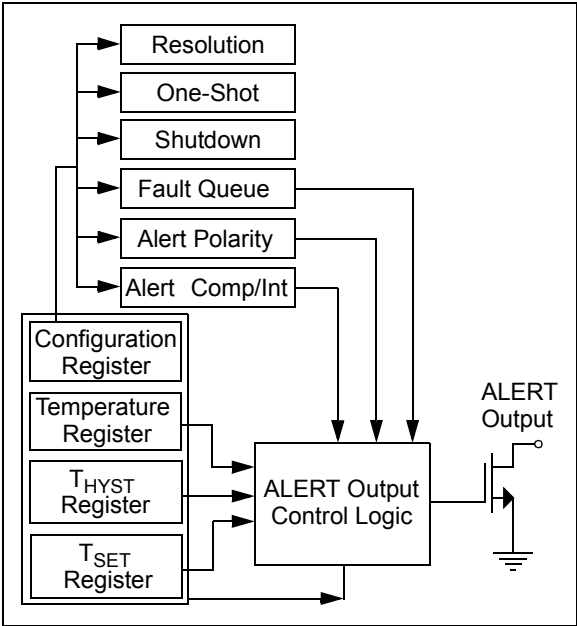 Resolution
One-Shot
Shutdown
Fault Queue
Alert Polarity
Alert Comp/Int
Configuration
Register
Temperature
Register
THYST
Register
TSET
Register
ALERT Output
Control Logic
ALERT
Output